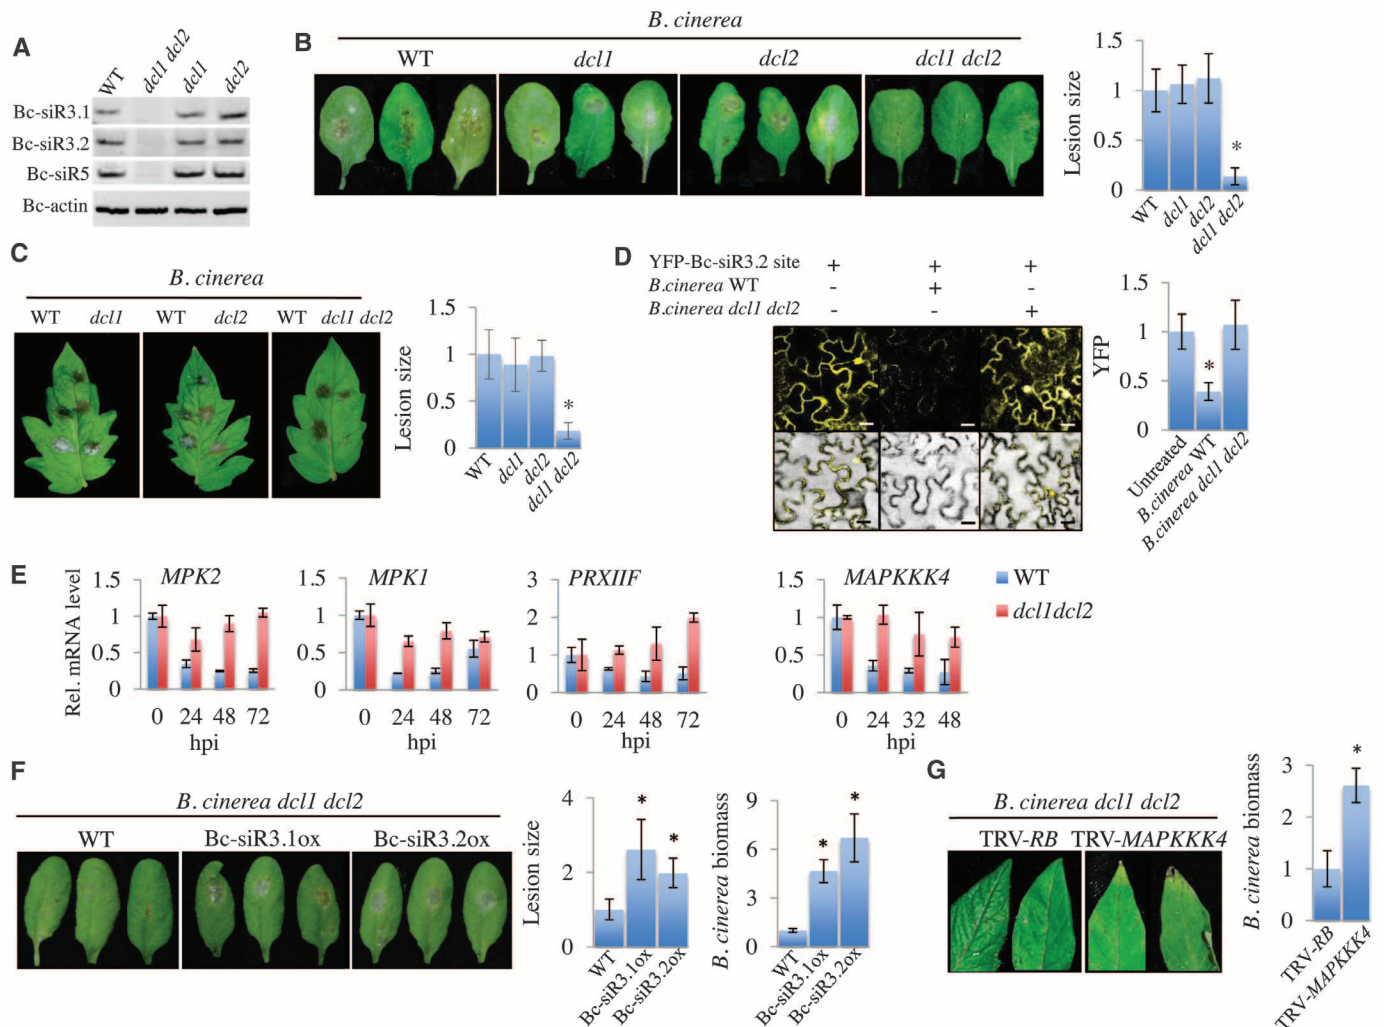 A
WT
dcl1 dcl2
dcl1
dcl2
Bc-siR3.1
Bc-siR3.2
Bc-siR5
Bc-actin
B
B. cinerea
WT
dcl1
dcl2
dcl1 dcl2
Lesion size
1.5
1
0.5
0
*
WT
dcl1
dcl2
dcl1 dcl2
C
B. cinerea
WT dcl1
WT dcl2
WT dcl1 dcl2
Lesion size
1.5
1
0.5
0
*
WT
dcl1
dcl2
dcl1 dcl2
D
YFP-Bc-siR3.2 site + + +
B.cinerea WT - + -
B.cinerea dcl1 dcl2 - - +
YFP
1.5
1
0.5
0
*
Untreated
B.cinerea WT
B.cinerea dcl1 dcl2
E
Rel. mRNA level
MPK2
1.5
1
0.5
0
0 24 48 72
hpi
MPK1
1.5
1
0.5
0
0 24 48 72
PRXIIF
3
2
1
0
0 24 48 72
hpi
MAPKKK4
1.5
1
0.5
0
0 24 32 48
hpi
WT
dcl1dcl2
F
B. cinerea dcl1 dcl2
WT
Bc-siR3.1ox
Bc-siR3.2ox
Lesion size
4
2
0
*
*
WT
Bc-siR3.1ox
Bc-siR3.2ox
B. cinerea biomass
9
6
3
0
*
*
WT
Bc-siR3.1ox
Bc-siR3.2ox
G
B. cinerea dcl1 dcl2
TRV-RB
TRV-MAPKKK4
B. cinerea biomass
3
2
1
0
*
TRV-RB
TRV-MAPKKK4